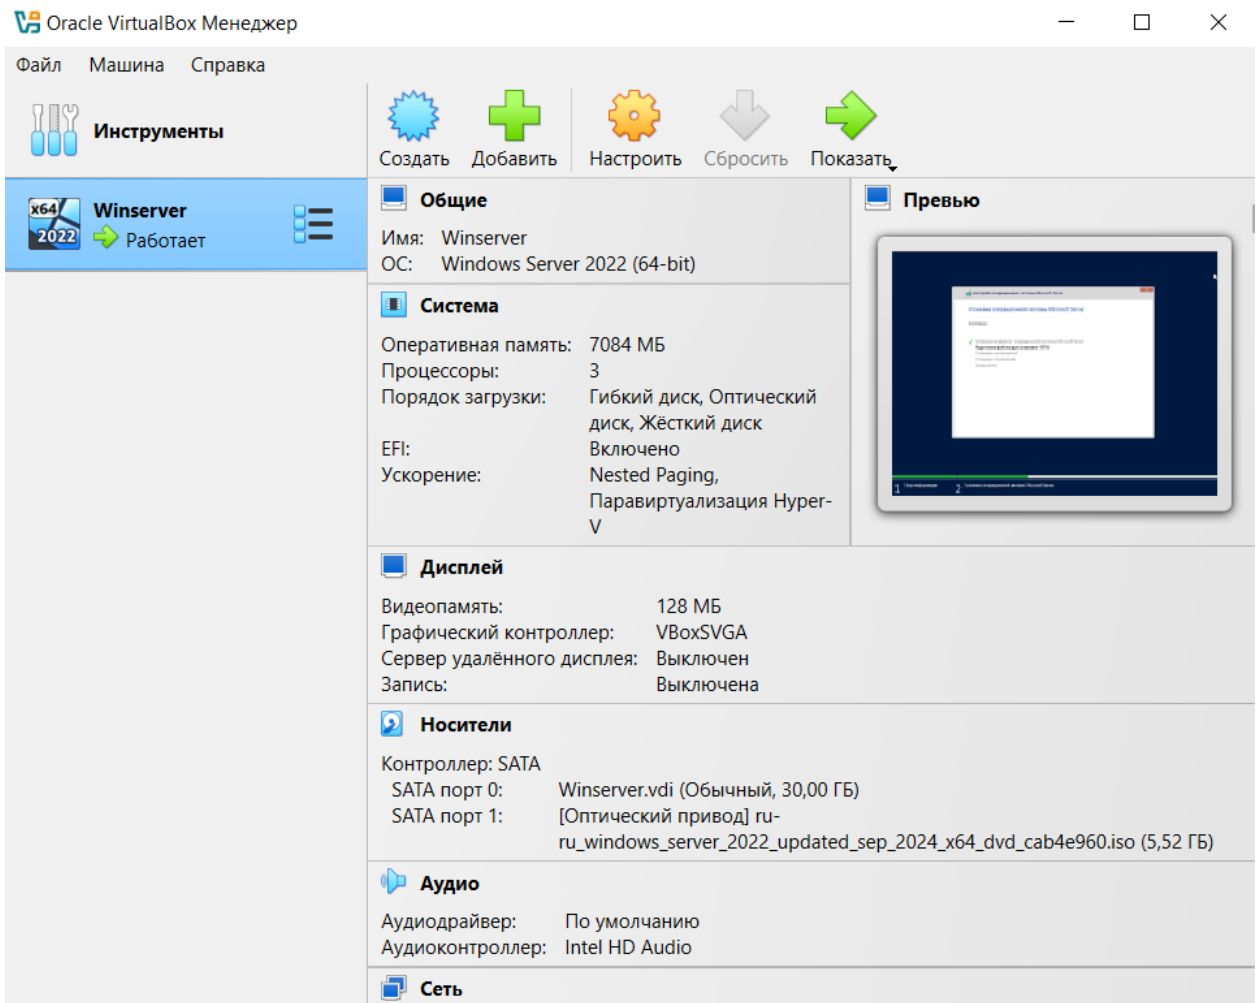 Oracle VirtualBox Менеджер
Файл Машина Справка
Инструменты
Создать Добавить Настроить Сбросить Показать
x64
2022
Winserver
Работает
Общие
Имя: Winserver
ОС: Windows Server 2022 (64-bit)
Превью
Система
Оперативная память: 7084 МБ
Процессоры: 3
Порядок загрузки: Гибкий диск, Оптический
диск, Жёсткий диск
EFI: Включено
Ускорение: Nested Paging,
Паравиртуализация Hyper-
V
Дисплей
Видеопамять: 128 МБ
Графический контроллер: VBoxSVGA
Сервер удалённого дисплея: Выключен
Запись: Выключена
Носители
Контроллер: SATA
SATA порт 0: Winserver.vdi (Обычный, 30,00 ГБ)
SATA порт 1: [Оптический привод] ru-
ru_windows_server_2022_updated_sep_2024_x64_dvd_cab4e960.iso (5,52 ГБ)
Аудио
Аудиодрайвер: По умолчанию
Аудиоконтроллер: Intel HD Audio
Сеть